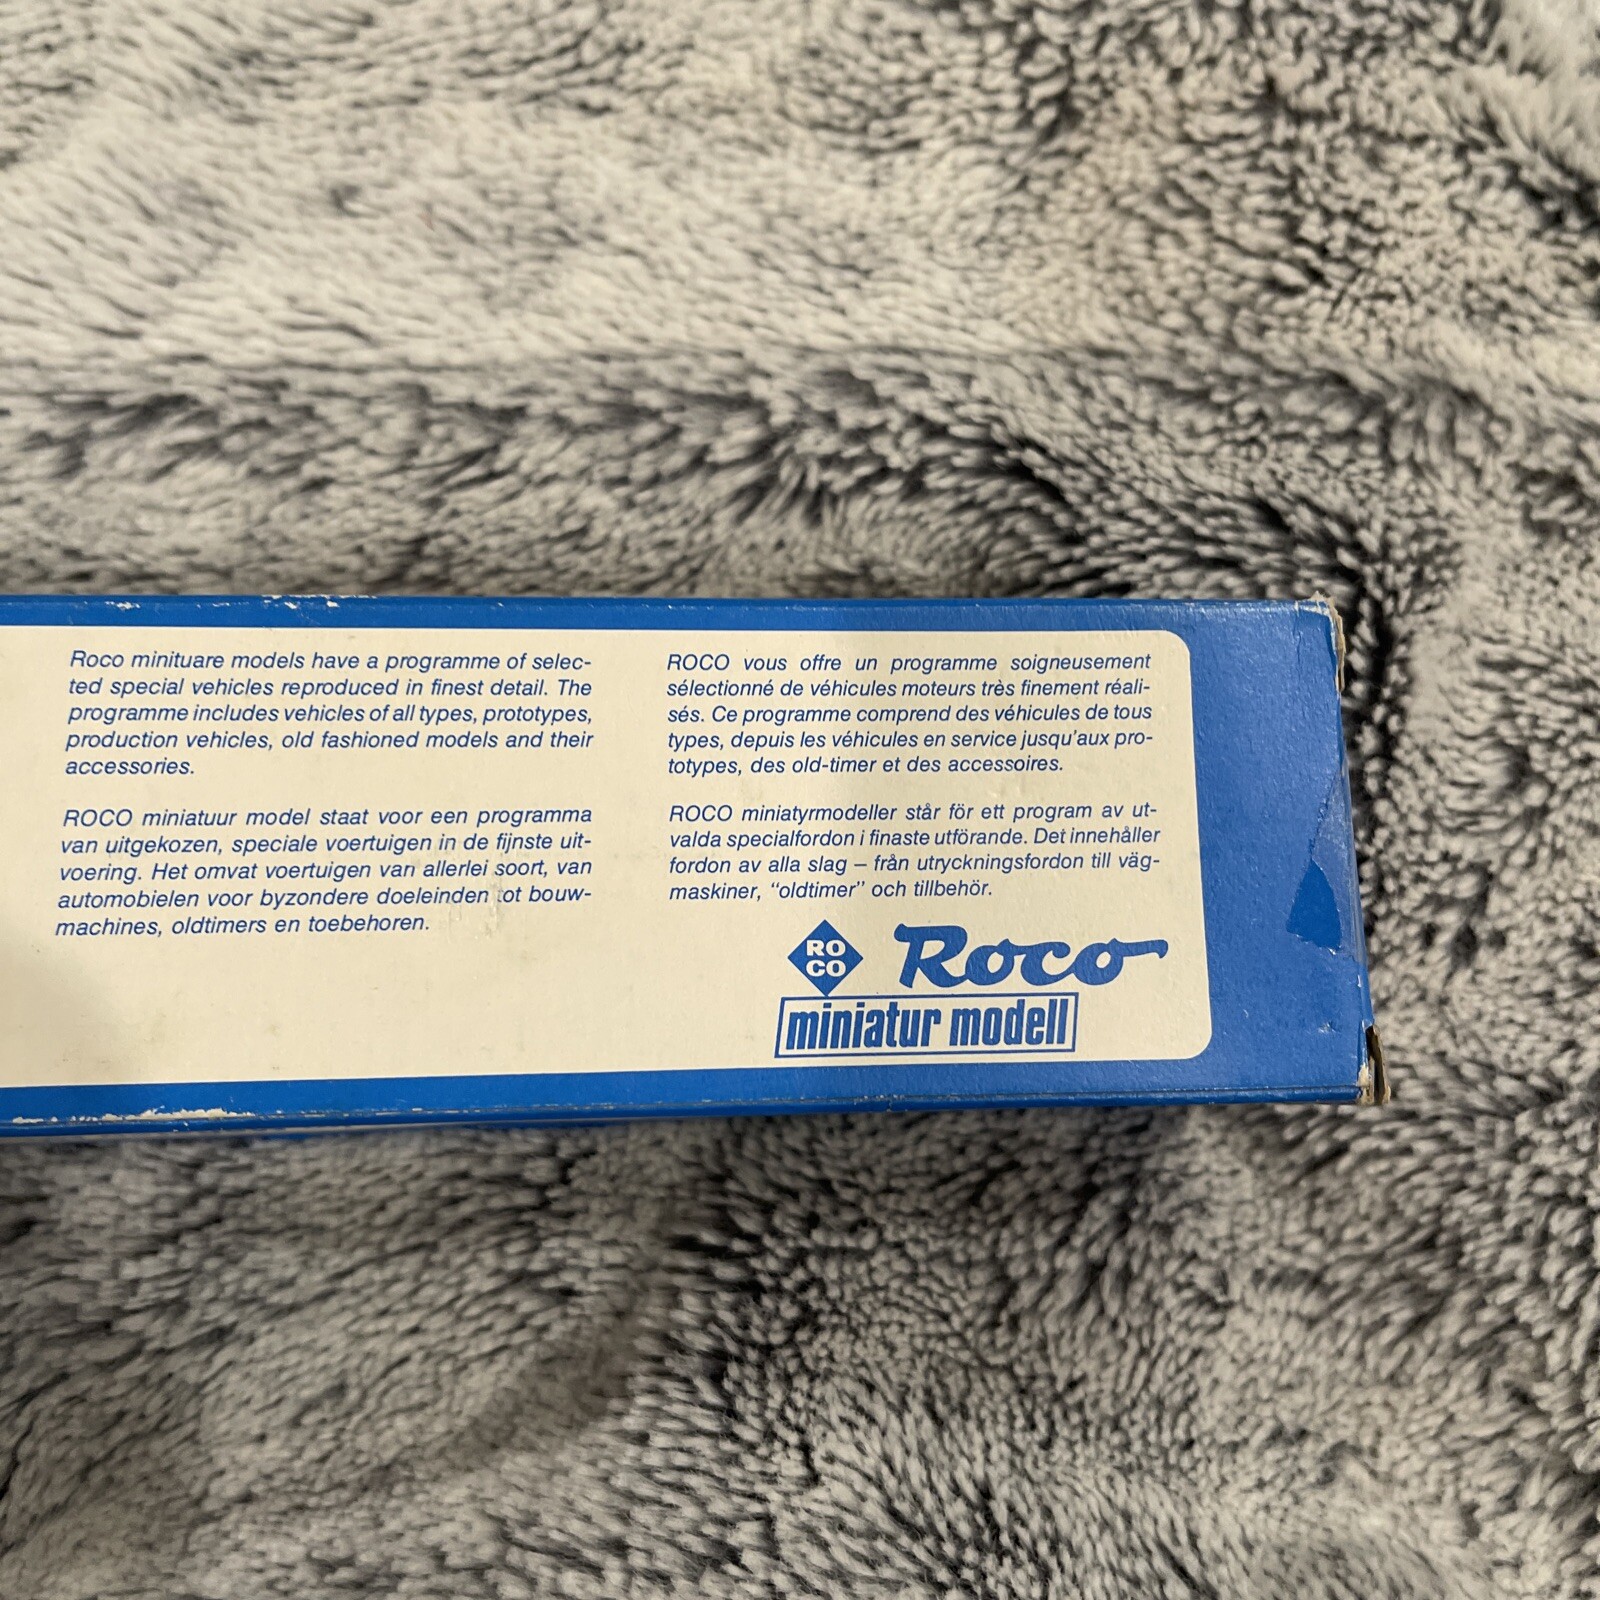 Roco minituare models have a programme of selec-
ted special vehicles reproduced in finest detail. The
programme includes vehicles of all types, prototypes,
production vehicles, old fashioned models and their
accessories.
ROCO miniatuur model staat voor een programma
van uitgekozen, speciale voertuigen in de fijnste uit-
voering. Het omvat voertuigen van allerlei soort, van
automobielen voor byzondere doeleinden tot bouw-
machines, oldtimers en toebehoren.
ROCO vous offre un programme soigneusement
sélectionné de véhicules moteurs très finement réali-
sés. Ce programme comprend des véhicules de tous
types, depuis les véhicules en service jusqu'aux pro-
totypes, des old-timer et des accessoires.
ROCO miniatyrmodeller står för ett program av ut-
valda specialfordon i finaste utförande. Det innehåller
fordon av alla slag – från utryckningsfordon till väg-
maskiner, "oldtimer" och tillbehör.
RO
CO
Roco
miniatur modell